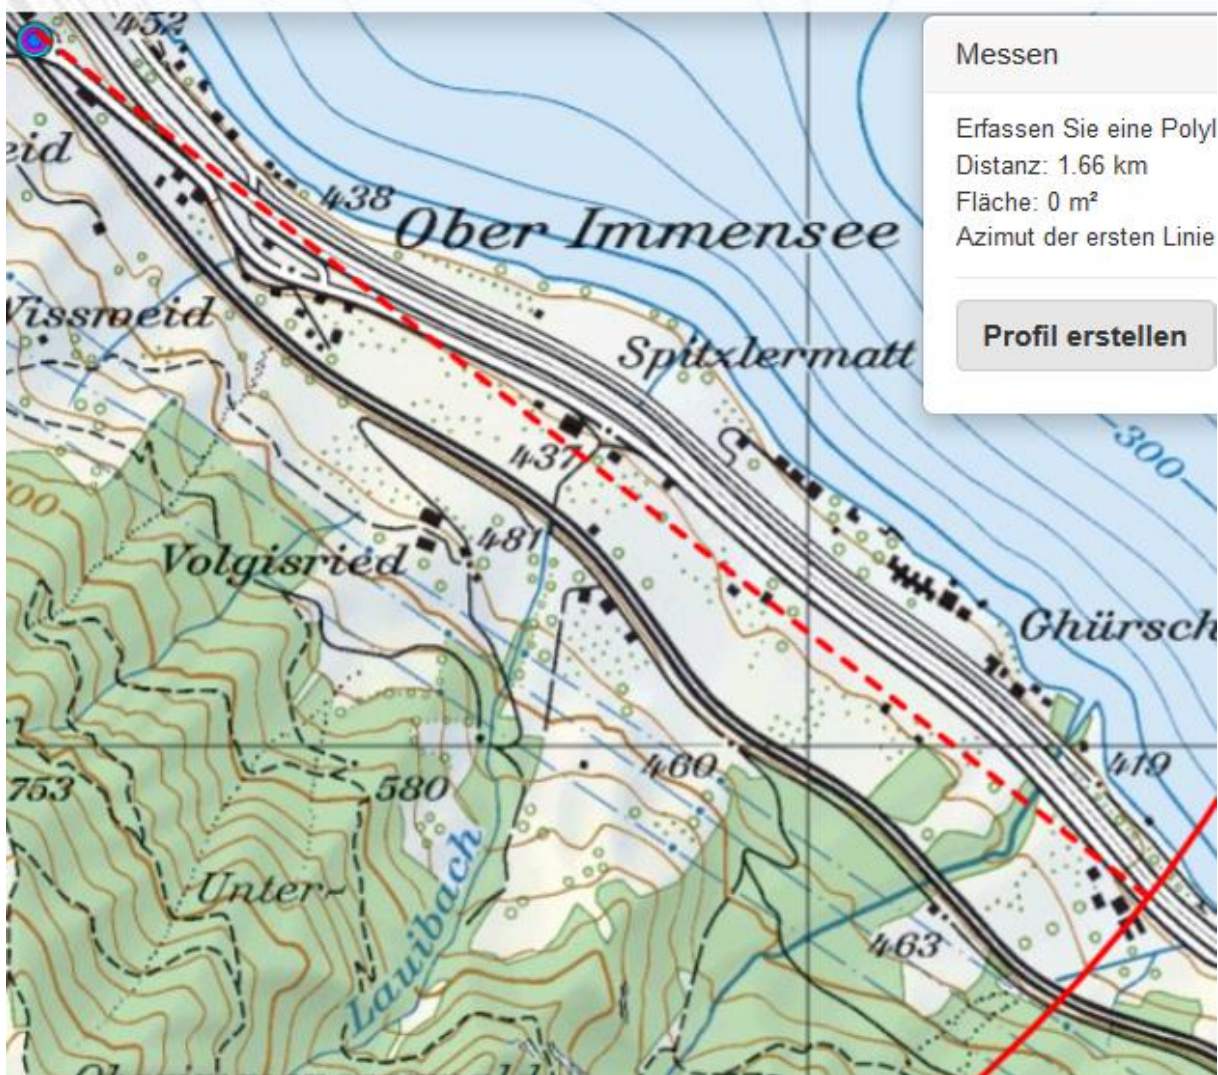 452
Messen
Erfassen Sie eine Polyl
Distanz: 1.66 km
Fläche: 0 m²
Azimut der ersten Linie
Profil erstellen
eid
438
Ober Immensee
Wissmeid
Spitzlermatt
437
300
00
481
Volgisried
Ghürsch
460
419
753
580
Unter-
Lauibach
463